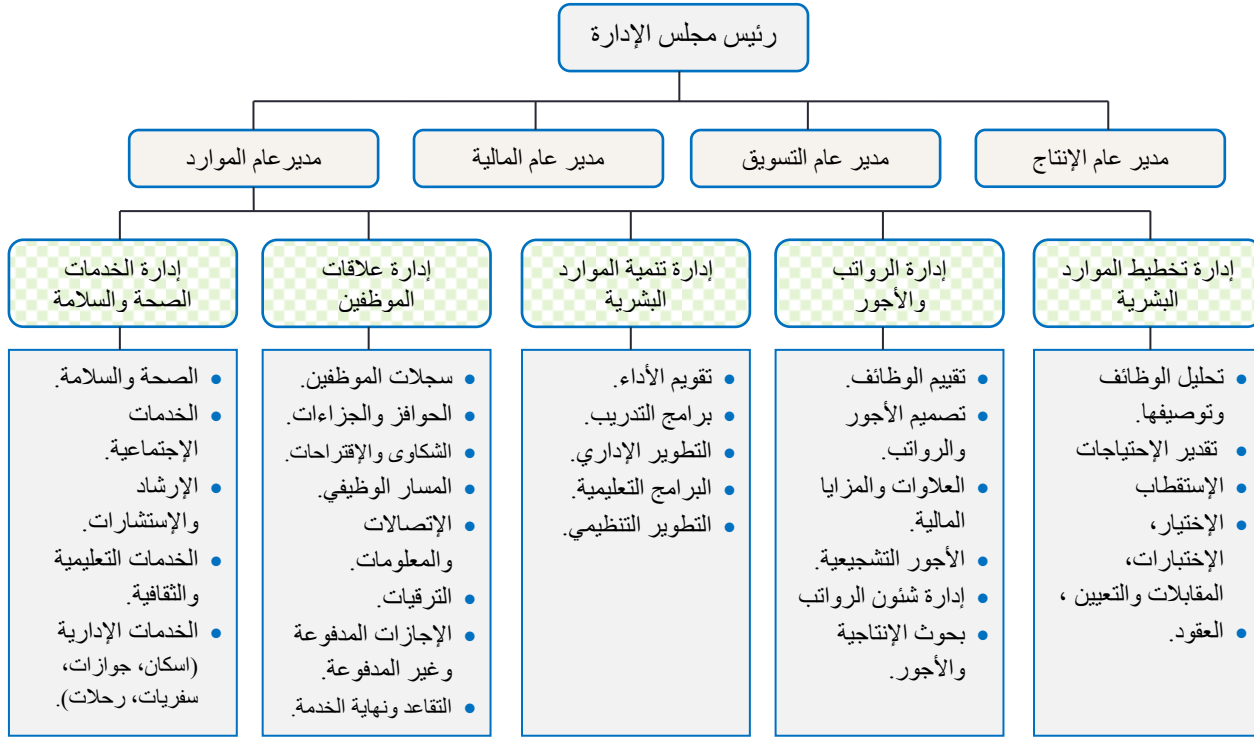 رئيس مجلس الإدارة
مدير عام الإنتاج
مدير عام التسويق
مدير عام المالية
مدير عام الموارد
إدارة تخطيط الموارد
البشرية
إدارة الرواتب
والأجور
إدارة تنمية الموارد
البشرية
إدارة علاقات
الموظفين
إدارة الخدمات
الصحة والسلامة
تحليل الوظائف
وتوصيفها.
تقدير الإحتياجات
الإستقطاب
الإختيار،
الإختبارات،
المقابلات والتعيين ،
العقود.
تقييم الوظائف.
تصميم الأجور
والرواتب.
العلاوات والمزايا
المالية.
الأجور التشجيعية.
إدارة شئون الرواتب
بحوث الإنتاجية
والأجور.
تقويم الأداء.
برامج التدريب.
التطوير الإداري.
البرامج التعليمية.
التطوير التنظيمي.
سجلات الموظفين.
الحوافز والجزاءات.
الشكاوى والإقتراحات.
المسار الوظيفي.
الإتصالات
والمعلومات.
الترقيات.
الإجازات المدفوعة
وغير المدفوعة.
التقاعد ونهاية الخدمة.
الصحة والسلامة.
الخدمات
الإجتماعية.
الإرشاد
والإستشارات.
الخدمات التعليمية
والثقافية.
الخدمات الإدارية
(اسكان، جوازات،
سفريات، رحلات).